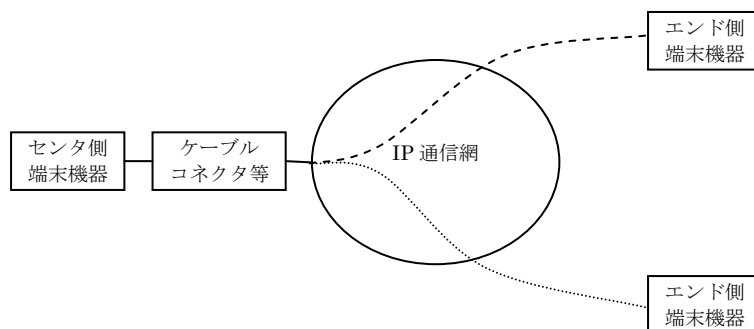 エンド側
端末機器
センタ側
端末機器
ケーブル
コネクタ等
IP 通信網
エンド側
端末機器